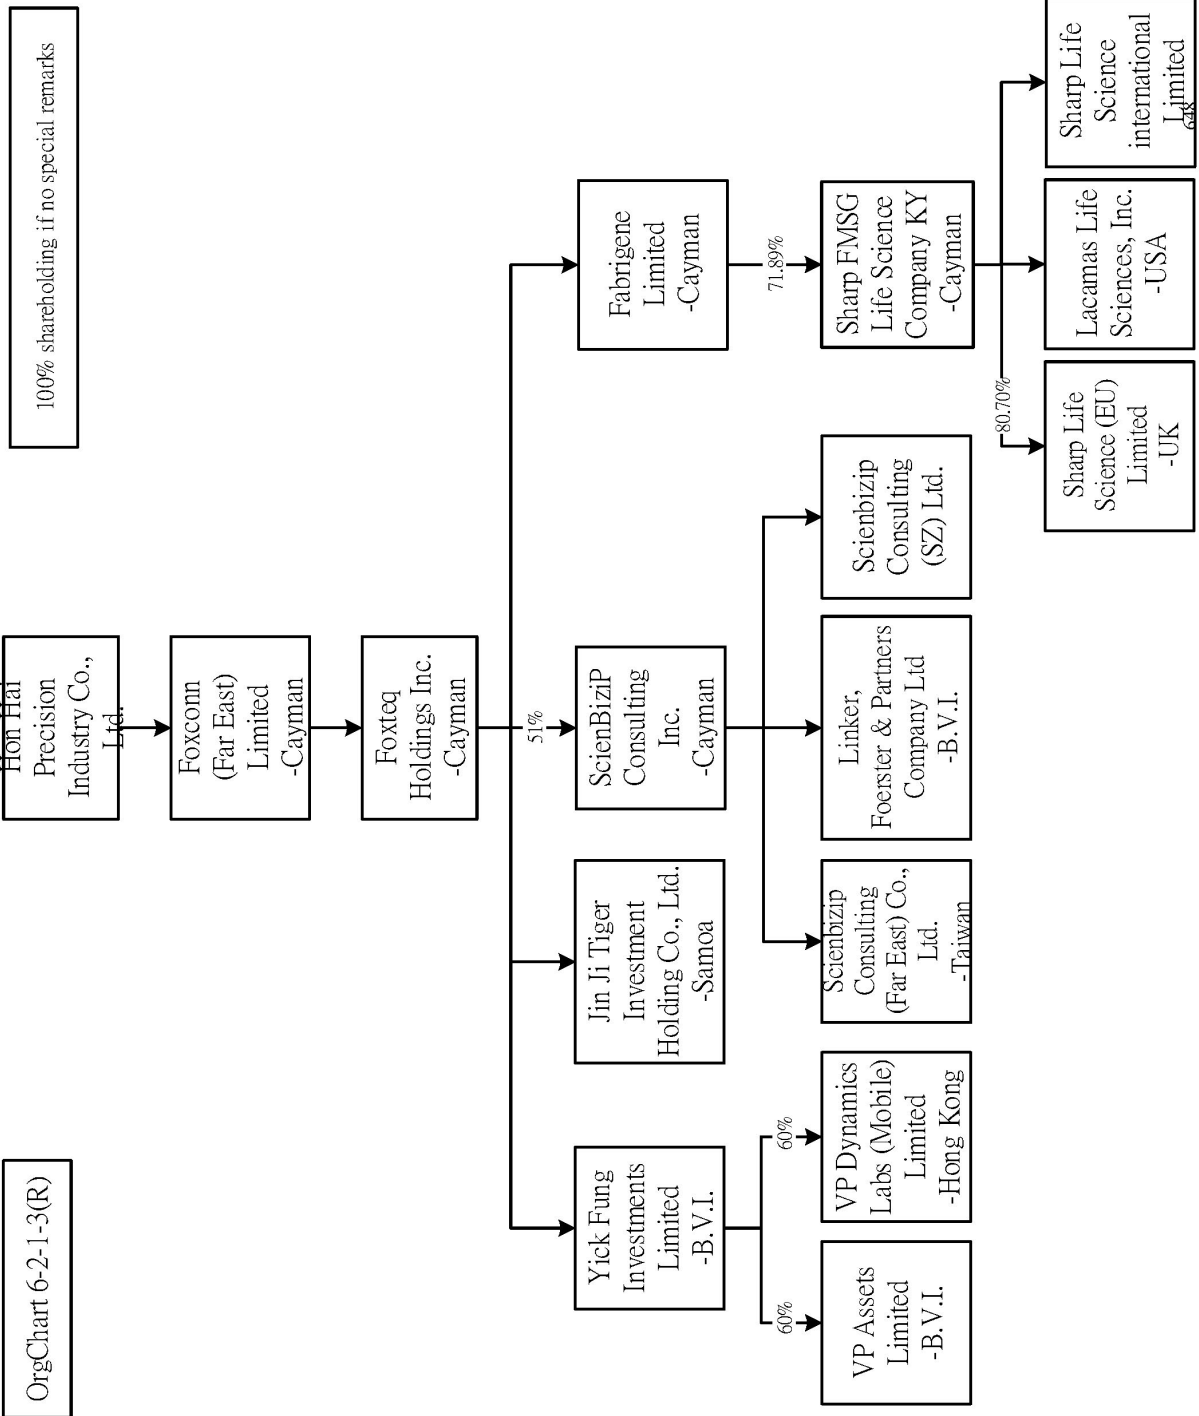 OrgChart 6-2-1-3(R)
100% shareholding if no special remarks
Hon Hai
Precision
Industry Co.,
Ltd.
Foxconn
(Far East)
Limited
-Cayman
Foxteq
Holdings Inc.
-Cayman
51%
Yick Fung
Investments
Limited
-B.V.I.
Jin Ji Tiger
Investment
Holding Co., Ltd.
-Samoa
ScienBiziP
Consulting
Inc.
-Cayman
Fabrigene
Limited
-Cayman
60%
60%
71.89%
VP Assets
Limited
-B.V.I.
VP Dynamics
Labs (Mobile)
Limited
-Hong Kong
Scienbizip
Consulting
(Far East) Co.,
Ltd.
-Taiwan
Linker,
Foerster & Partners
Company Ltd
-B.V.I.
Scienbizip
Consulting
(SZ) Ltd.
Sharp FMSG
Life Science
Company KY
-Cayman
80.70%
Sharp Life
Science (EU)
Limited
-UK
Lacamas Life
Sciences, Inc.
-USA
Sharp Life
Science
international
Limited
648